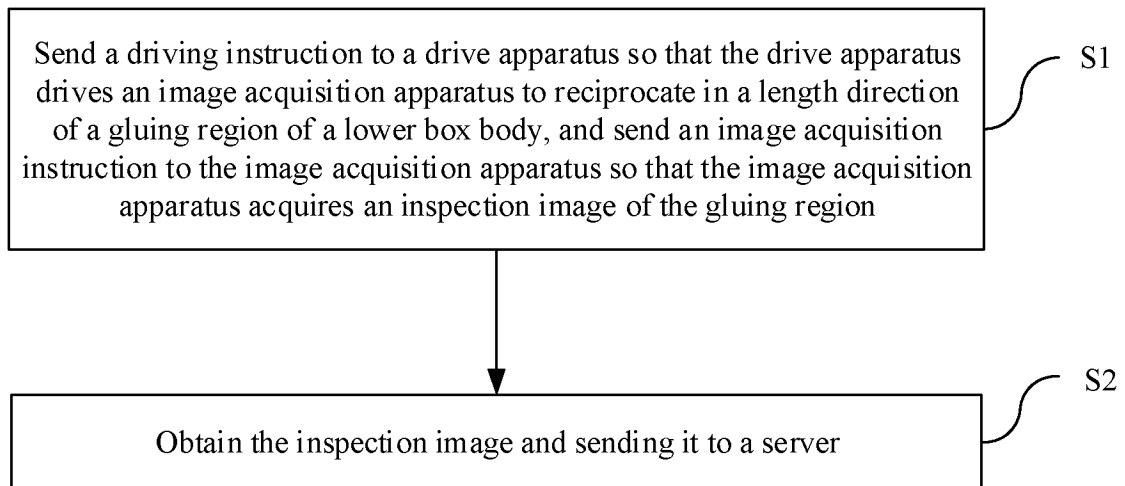 Send a driving instruction to a drive apparatus so that the drive apparatus
drives an image acquisition apparatus to reciprocate in a length direction
of a gluing region of a lower box body, and send an image acquisition
instruction to the image acquisition apparatus so that the image acquisition
apparatus acquires an inspection image of the gluing region
S1
Obtain the inspection image and sending it to a server
S2